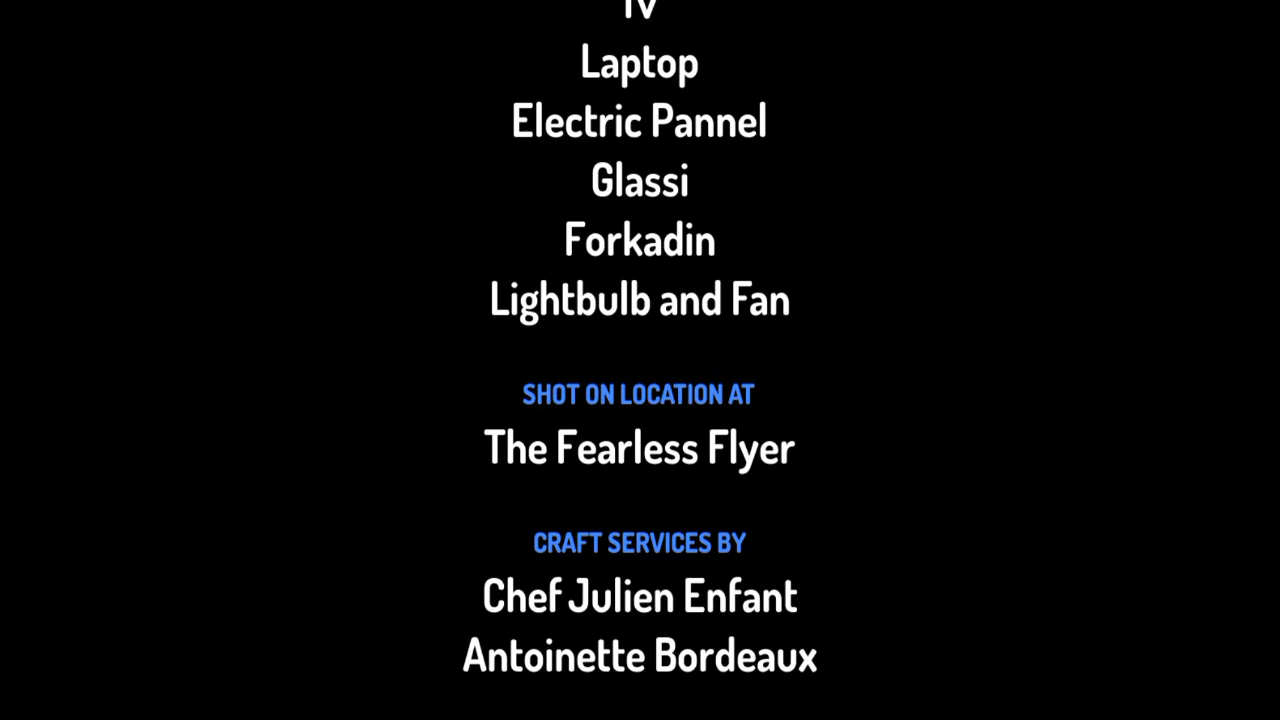 TV
Laptop
Electric Pannel
Glassi
Forkadin
Lightbulb and Fan
SHOT ON LOCATION AT
The Fearless Flyer
CRAFT SERVICES BY
Chef Julien Enfant
Antoinette Bordeaux